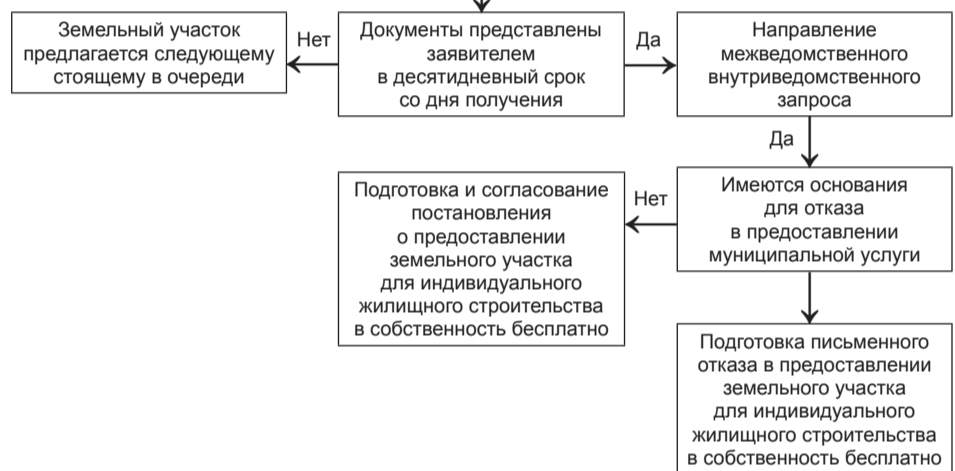 Земельный участок
предлагается следующему
стоящему в очереди
Нет
Документы представлены
заявителем
в десятидневный срок
со дня получения
Да
Направление
межведомственного
внутриведомственного
запроса
Да
Имеются основания
для отказа
в предоставлении
муниципальной услуги
Нет
Подготовка и согласование
постановления
о предоставлении
земельного участка
для индивидуального
жилищного строительства
в собственность бесплатно
Подготовка письменного
отказа в предоставлении
земельного участка
для индивидуального
жилищного строительства
в собственность бесплатно